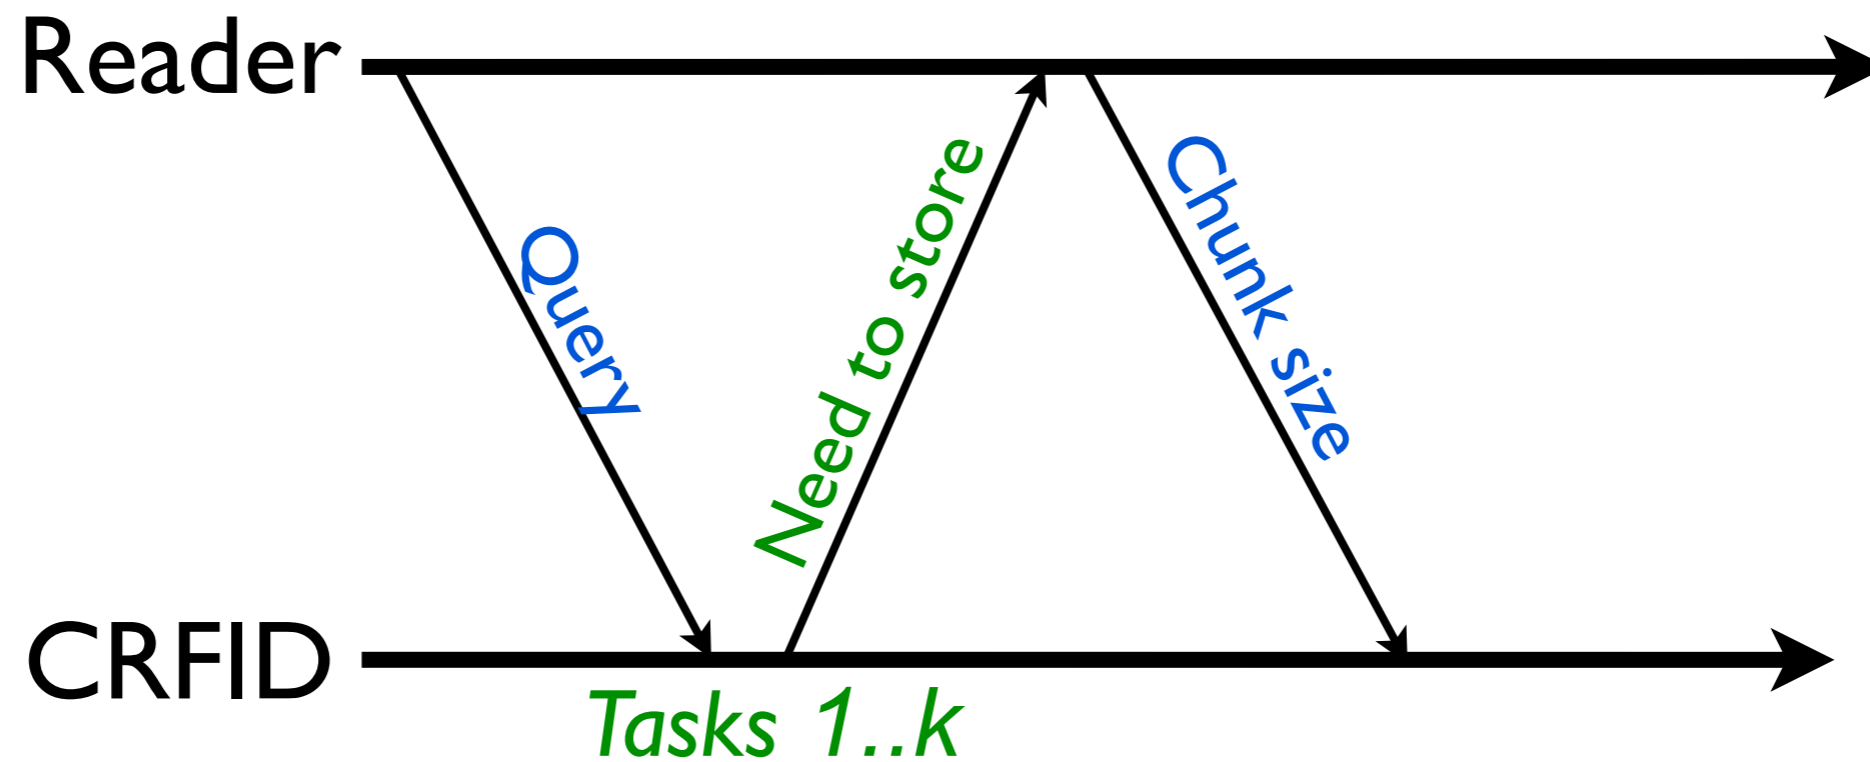 Reader
Query
Need to store
Chunk size
CRFID
Tasks 1..k